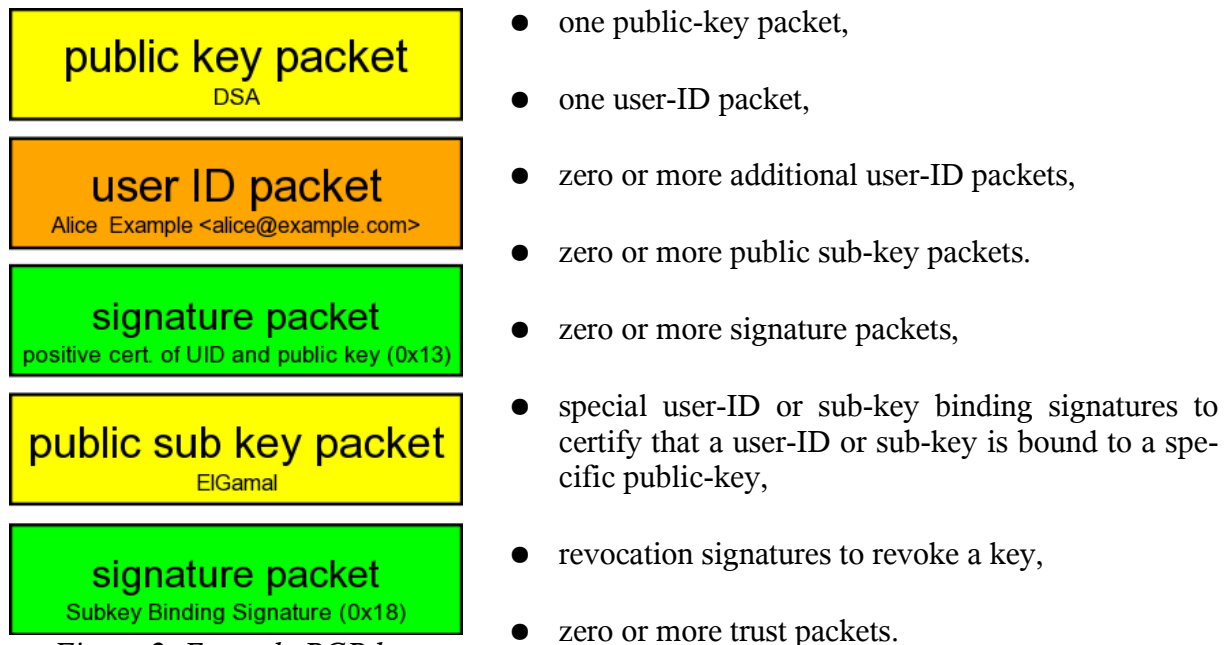 public key packet
DSA
user ID packet
Alice Example <alice@example.com>
signature packet
positive cert. of UID and public key (0x13)
public sub key packet
ElGamal
signature packet
Subkey Binding Signature (0x18)
● one public-key packet,
● one user-ID packet,
● zero or more additional user-ID packets,
● zero or more public sub-key packets.
● zero or more signature packets,
● special user-ID or sub-key binding signatures to
certify that a user-ID or sub-key is bound to a spe-
cific public-key,
● revocation signatures to revoke a key,
● zero or more trust packets.